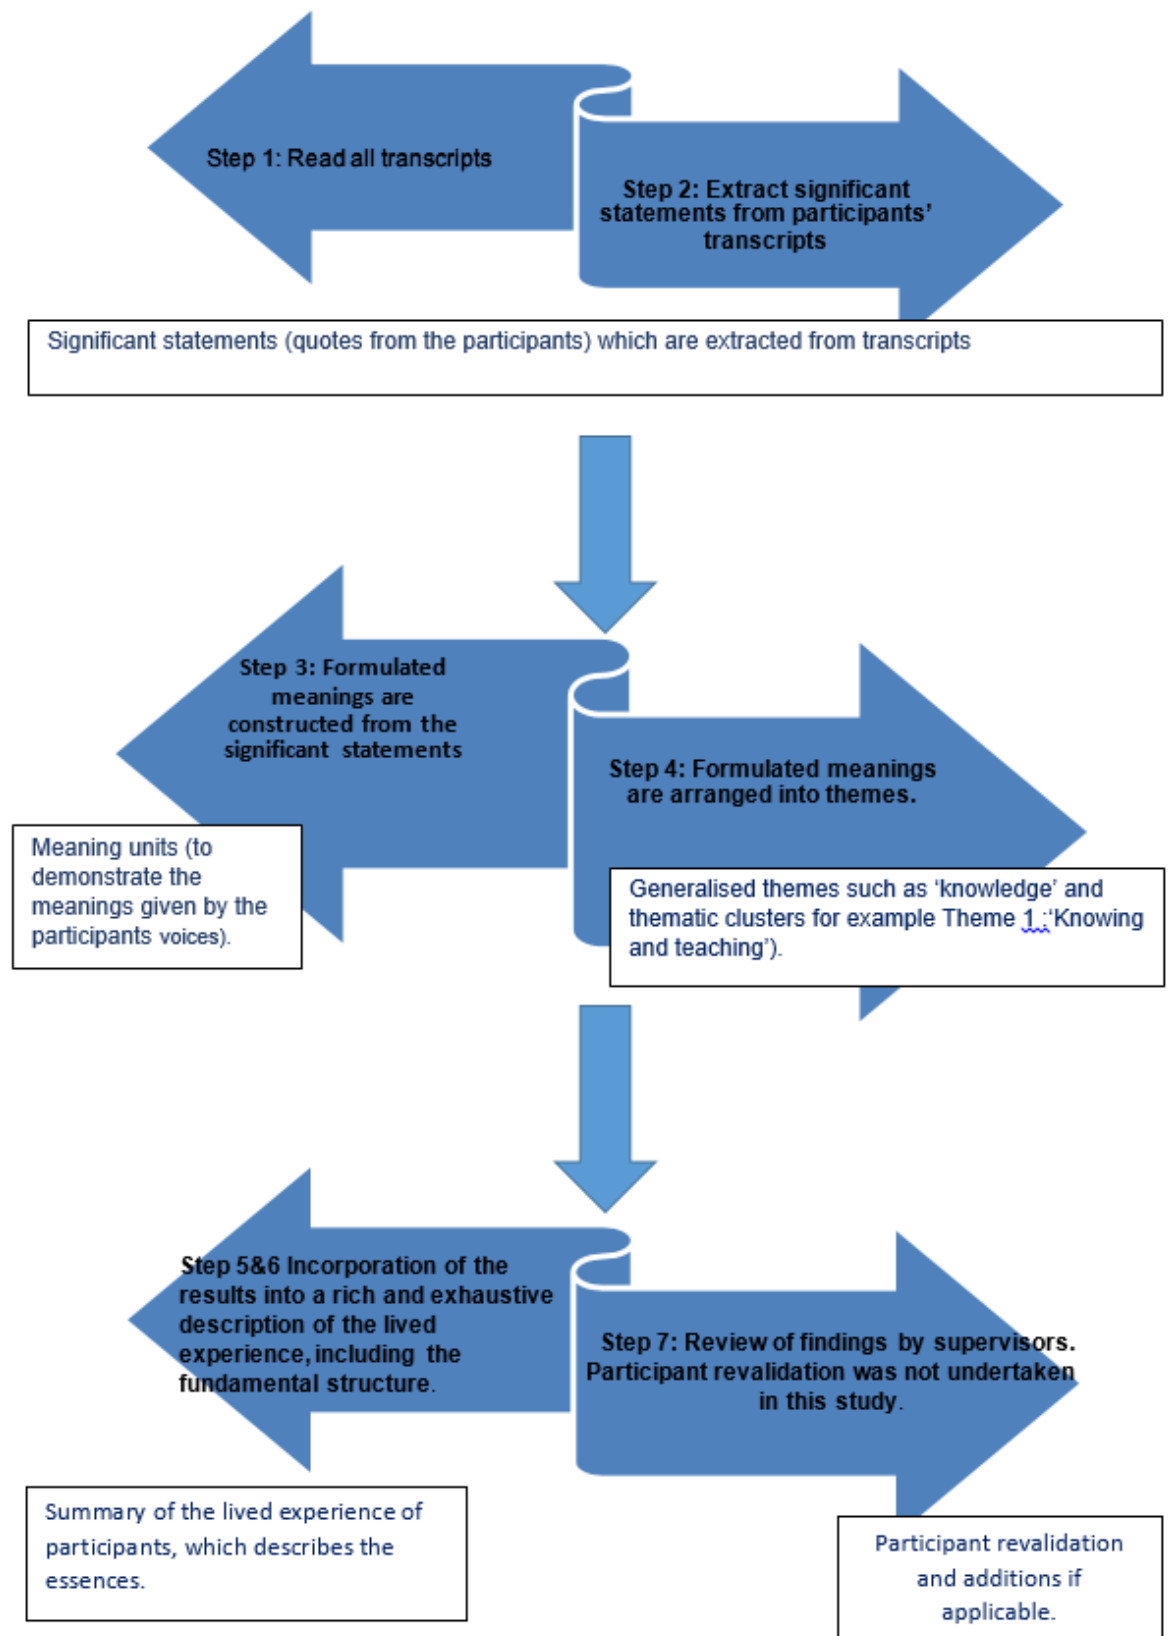 Step 1: Read all transcripts
Step 2: Extract significant
statements from participants’
transcripts
Significant statements (quotes from the participants) which are extracted from transcripts
Step 3: Formulated
meanings are
constructed from the
significant statements
Step 4: Formulated meanings
are arranged into themes.
Meaning units (to
demonstrate the
meanings given by the
participants voices).
Generalised themes such as ‘knowledge’ and
thematic clusters for example Theme 1 :‘Knowing
and teaching’).
Step 5&6 Incorporation of the
results into a rich and exhaustive
description of the lived
experience, including the
fundamental structure.
Step 7: Review of findings by supervisors.
Participant revalidation was not undertaken
in this study.
Summary of the lived experience of
participants, which describes the
essences.
Participant revalidation
and additions if
applicable.